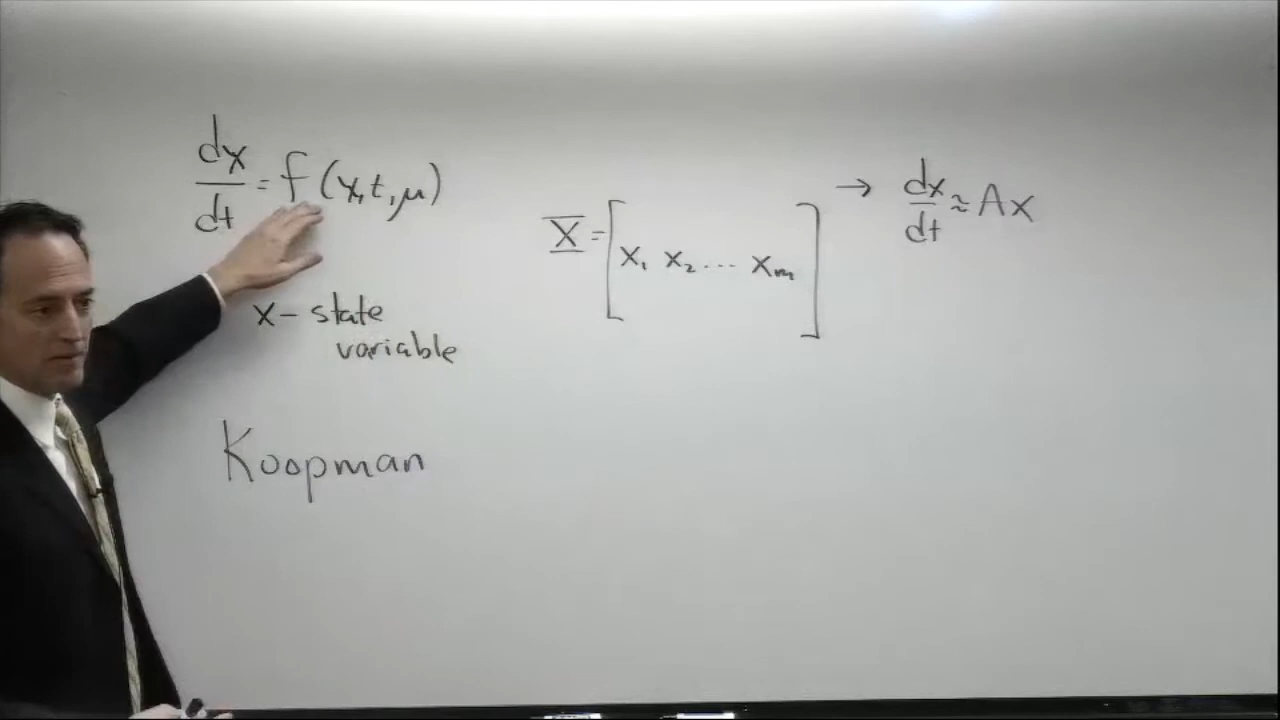 dx/dt = f(x,t,μ)
x – state
variable
Koopman
X = [x₁ x₂ ... xₘ]
→ dx/dt ≈ Ax